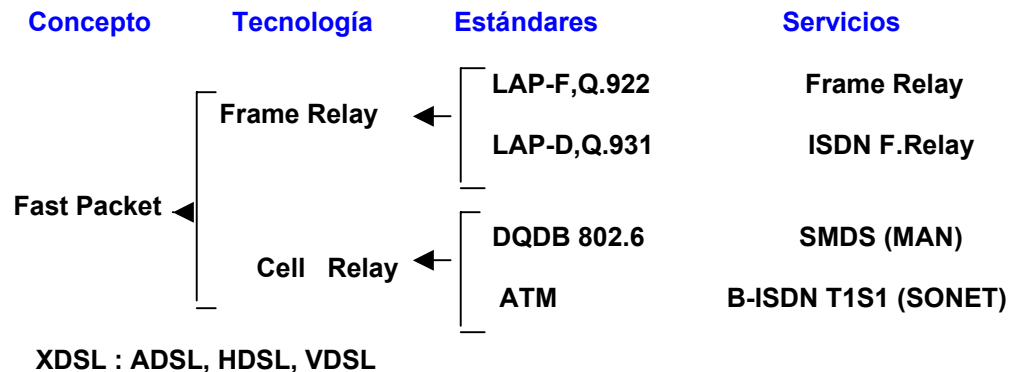 Concepto Tecnología Estándares Servicios
LAP-F,Q.922 Frame Relay
Frame Relay
LAP-D,Q.931 ISDN F.Relay
Fast Packet
DQDB 802.6 SMDS (MAN)
Cell Relay
ATM B-ISDN T1S1 (SONET)
XDSL : ADSL, HDSL, VDSL